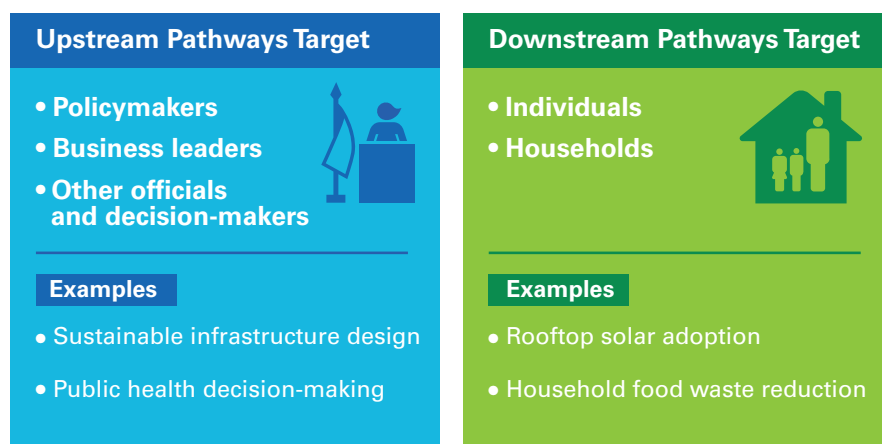 Upstream Pathways Target
• Policymakers
• Business leaders
• Other officials
and decision-makers
Examples
• Sustainable infrastructure design
• Public health decision-making
Downstream Pathways Target
• Individuals
• Households
Examples
• Rooftop solar adoption
• Household food waste reduction